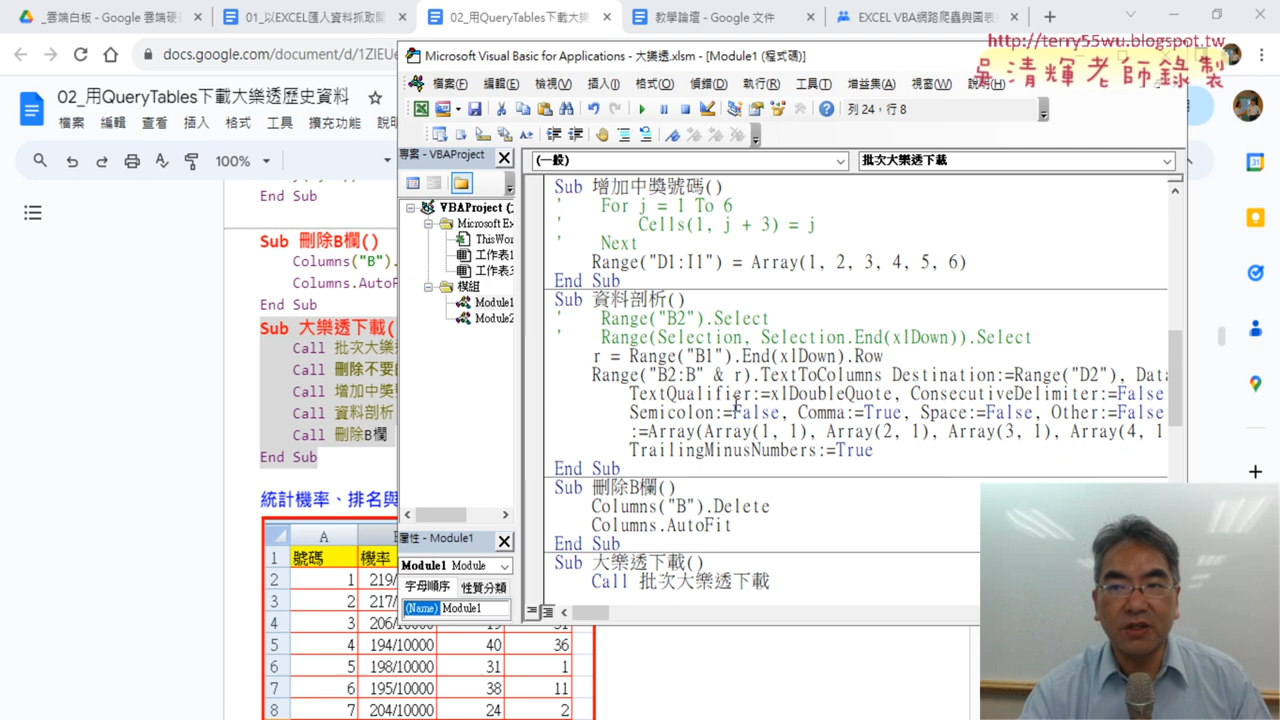 _雲端白板 - Google 雲端硬
01_以EXCEL匯入資料抓取開
02_用QueryTables下載大樂透
教學論壇 - Google 文件
EXCEL VBA網路爬蟲與圖表
docs.google.com/document/d/1ZlEUe
http://terry55wu.blogspot.tw
吳清輝老師錄製
02_用QueryTables下載大樂透歷史資料
檔案 編輯 查看 插入 格式 工具 擴充功能 說明
100%
End Sub
Sub 刪除B欄()
Columns("B").
Columns.AutoF
End Sub
Sub 大樂透下載(
Call 批次大樂
Call 刪除不要
Call 增加中獎
Call 資料剖析
Call 刪除B欄
End Sub
統計機率、排名與
A
1 號碼 機率
2 1 219/
3 2 217/
4 3 206/10000
5 4 194/10000 40 36
6 5 198/10000 31 1
7 6 195/10000 38 11
8 7 204/10000 24 2
Microsoft Visual Basic for Applications - 大樂透.xlsm - [Module1 (程式碼)]
檔案(F) 編輯(E) 檢視(V) 插入(I) 格式(O) 偵錯(D) 執行(R) 工具(T) 增益集(A) 視窗(W) 說明(H)
列 24，行 8
專案 - VBAProject
VBAProject (
Microsoft Ex
ThisWor
工作表1
工作表3
模組
Module1
Module2
屬性 - Module1
Module1 Module
字母順序 性質分類
(Name) Module1
(一般)
批次大樂透下載
Sub 增加中獎號碼()
' For j = 1 To 6
' Cells(1, j + 3) = j
' Next
Range("D1:I1") = Array(1, 2, 3, 4, 5, 6)
End Sub
Sub 資料剖析()
' Range("B2").Select
' Range(Selection, Selection.End(xlDown)).Select
r = Range("B1").End(xlDown).Row
Range("B2:B" & r).TextToColumns Destination:=Range("D2"), Data
TextQualifier:=xlDoubleQuote, ConsecutiveDelimiter:=False
Semicolon:=False, Comma:=True, Space:=False, Other:=False
:=Array(Array(1, 1), Array(2, 1), Array(3, 1), Array(4, 1
TrailingMinusNumbers:=True
End Sub
Sub 刪除B欄()
Columns("B").Delete
Columns.AutoFit
End Sub
Sub 大樂透下載()
Call 批次大樂透下載